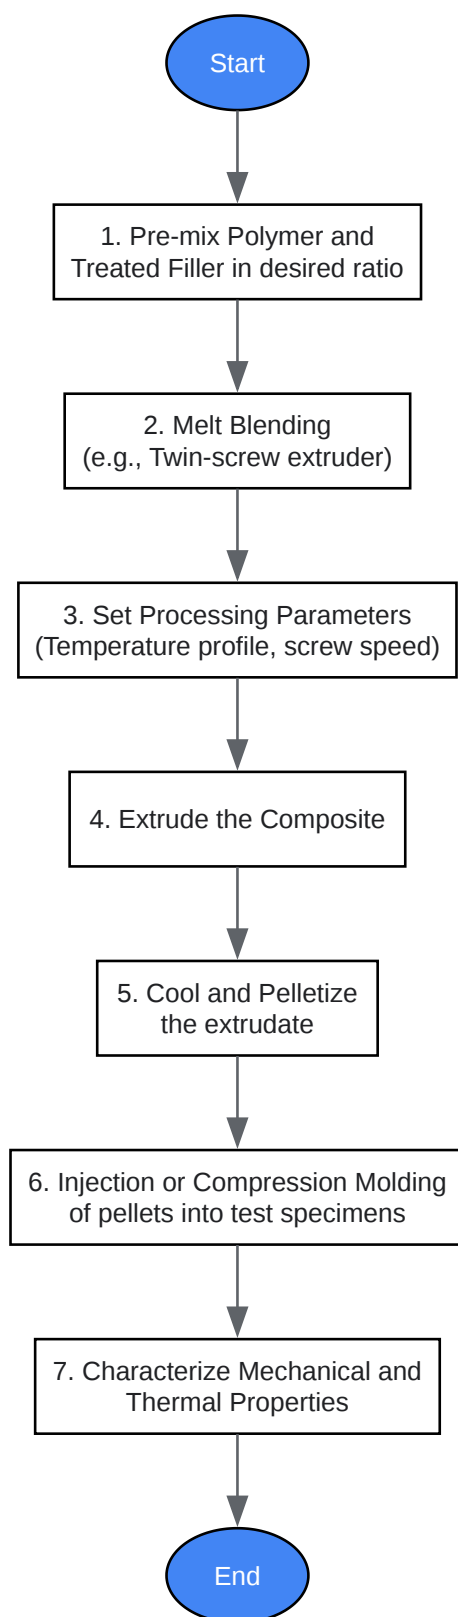 Start
1. Pre-mix Polymer and
Treated Filler in desired ratio
2. Melt Blending
(e.g., Twin-screw extruder)
3. Set Processing Parameters
(Temperature profile, screw speed)
4. Extrude the Composite
5. Cool and Pelletize
the extrudate
6. Injection or Compression Molding
of pellets into test specimens
7. Characterize Mechanical and
Thermal Properties
End